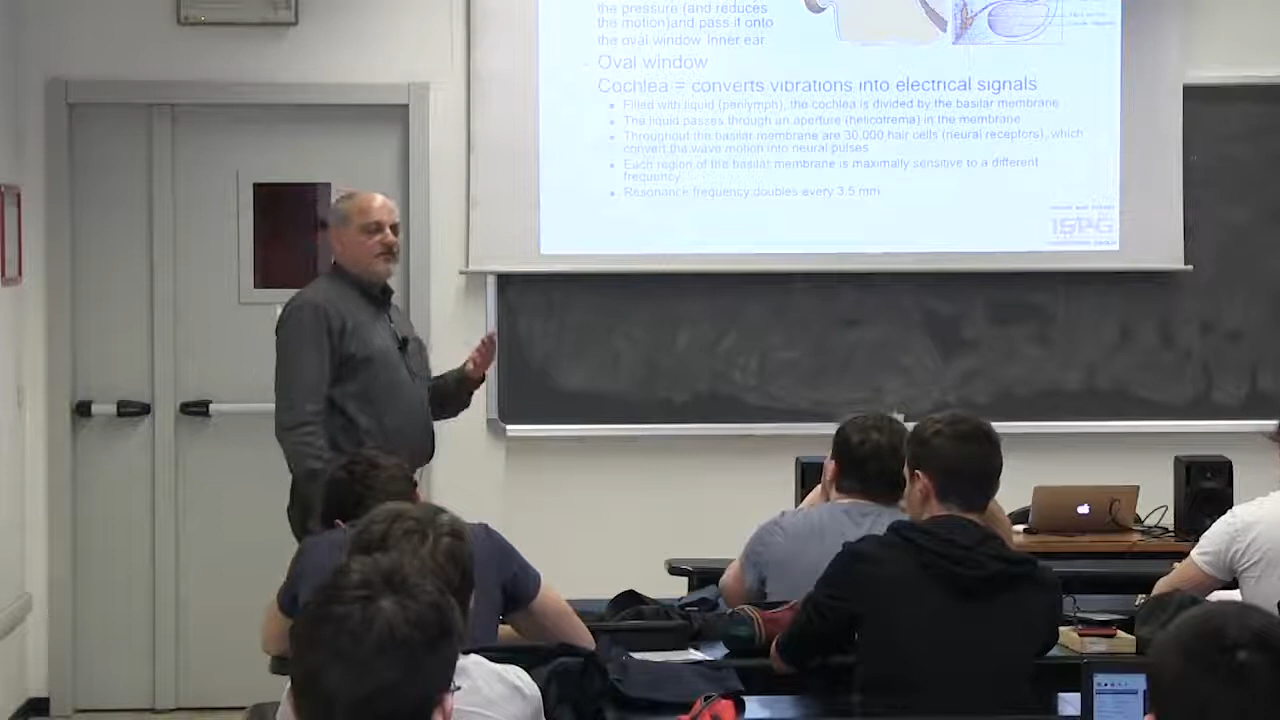 the pressure (and reduces
the motion)and pass it onto
the oval window Inner ear
Oval window
Cochlea = converts vibrations into electrical signals
Filled with liquid (perilymph), the cochlea is divided by the basilar membrane
The liquid passes through an aperture (helicotrema) in the membrane
Throughout the basilar membrane are 30,000 hair cells (neural receptors), which
convert the wave motion into neural pulses
Each region of the basilar membrane is maximally sensitive to a different
frequency
Resonance frequency doubles every 3.5 mm
ISPG